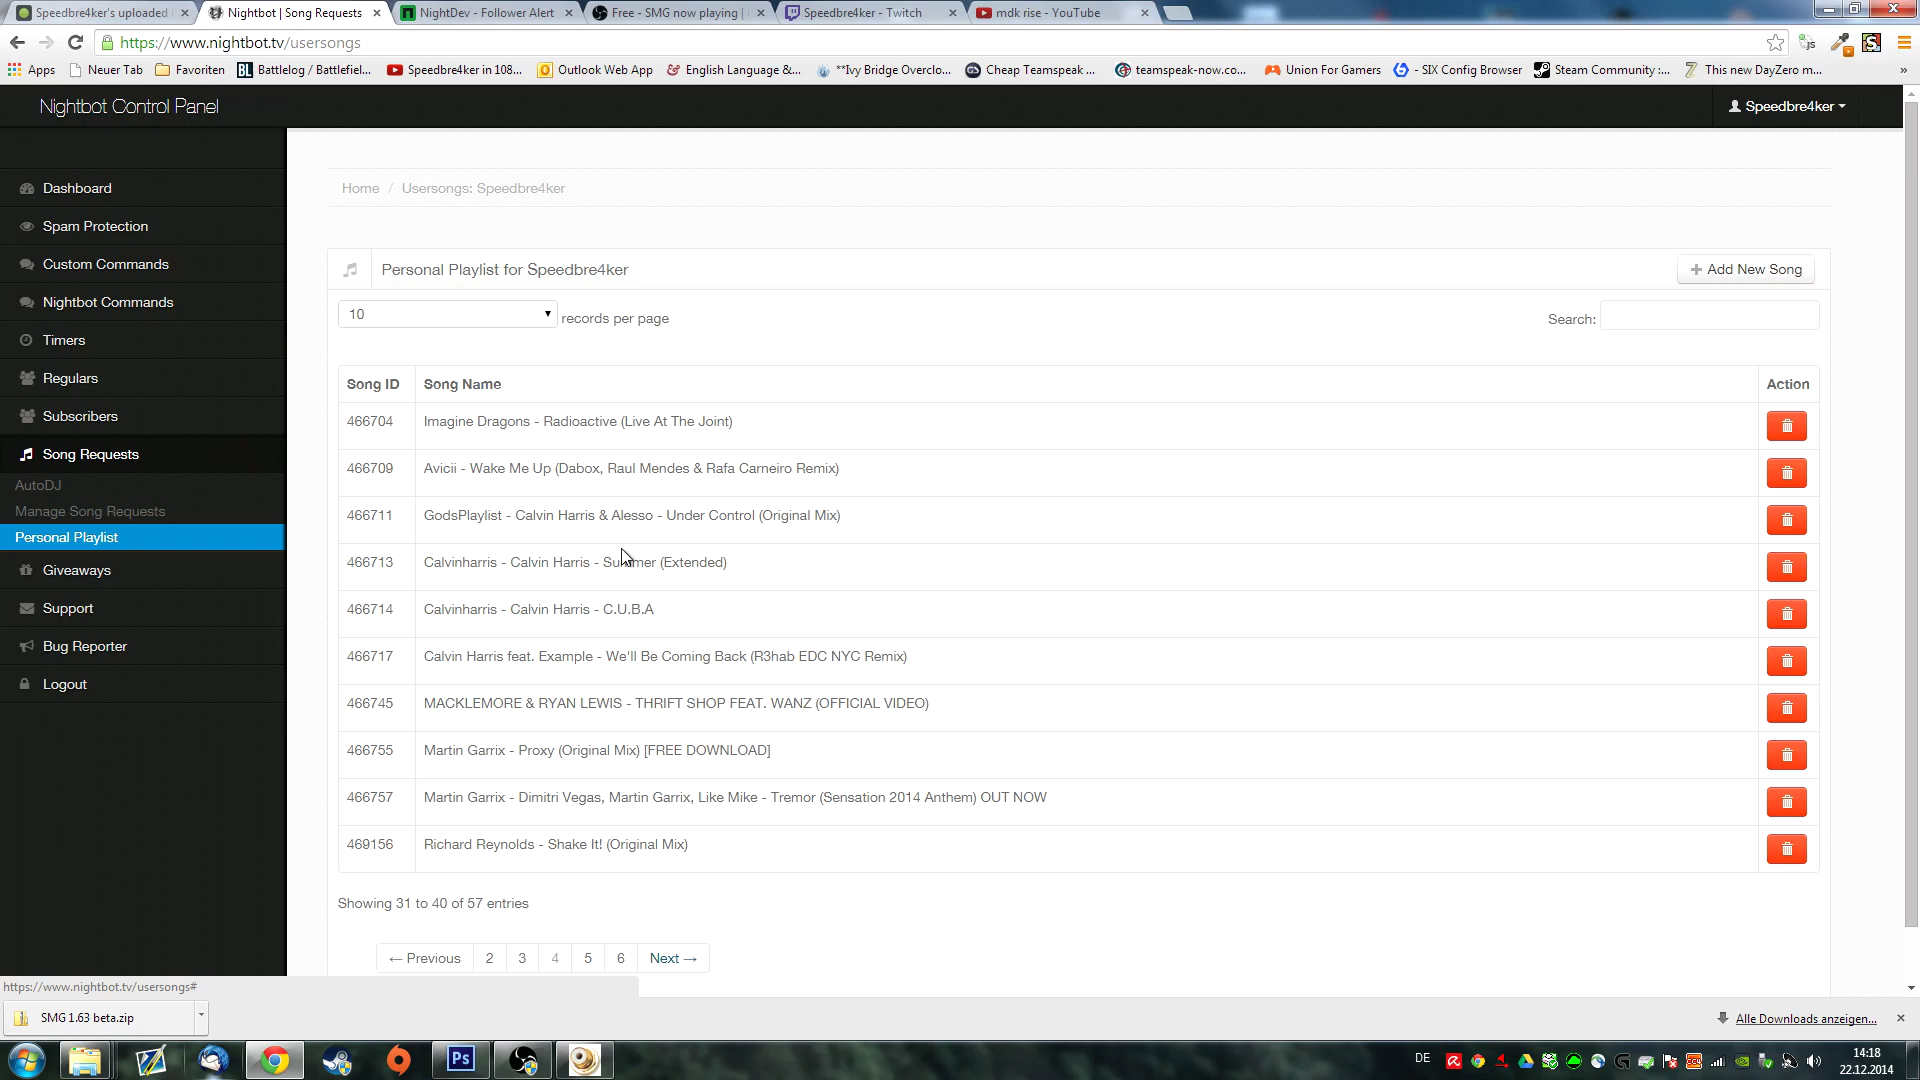 Speedbre4ker's uploaded
Nightbot | Song Requests
NightDev - Follower Alert
Free - SMG now playing |
Speedbre4ker - Twitch
mdk rise - YouTube
https://www.nightbot.tv/usersongs
Apps
Neuer Tab
Favoriten
Battlelog / Battlefiel...
Speedbre4ker in 108...
Outlook Web App
English Language &...
**Ivy Bridge Overclo...
Cheap Teamspeak ...
teamspeak-now.co...
Union For Gamers
- SIX Config Browser
Steam Community :...
This new DayZero m...
»
Nightbot Control Panel
Speedbre4ker
Dashboard
Spam Protection
Custom Commands
Nightbot Commands
Timers
Regulars
Subscribers
Song Requests
AutoDJ
Manage Song Requests
Personal Playlist
Giveaways
Support
Bug Reporter
Logout
Home / Usersongs: Speedbre4ker
Personal Playlist for Speedbre4ker
+ Add New Song
10 records per page
Search:
Song ID Song Name Action
466704 Imagine Dragons - Radioactive (Live At The Joint)
466709 Avicii - Wake Me Up (Dabox, Raul Mendes & Rafa Carneiro Remix)
466711 GodsPlaylist - Calvin Harris & Alesso - Under Control (Original Mix)
466713 Calvinharris - Calvin Harris - Summer (Extended)
466714 Calvinharris - Calvin Harris - C.U.B.A
466717 Calvin Harris feat. Example - We'll Be Coming Back (R3hab EDC NYC Remix)
466745 MACKLEMORE & RYAN LEWIS - THRIFT SHOP FEAT. WANZ (OFFICIAL VIDEO)
466755 Martin Garrix - Proxy (Original Mix) [FREE DOWNLOAD]
466757 Martin Garrix - Dimitri Vegas, Martin Garrix, Like Mike - Tremor (Sensation 2014 Anthem) OUT NOW
469156 Richard Reynolds - Shake It! (Original Mix)
Showing 31 to 40 of 57 entries
← Previous 2 3 4 5 6 Next →
https://www.nightbot.tv/usersongs#
SMG 1.63 beta.zip
Alle Downloads anzeigen...
Ps
DE
14:18
22.12.2014